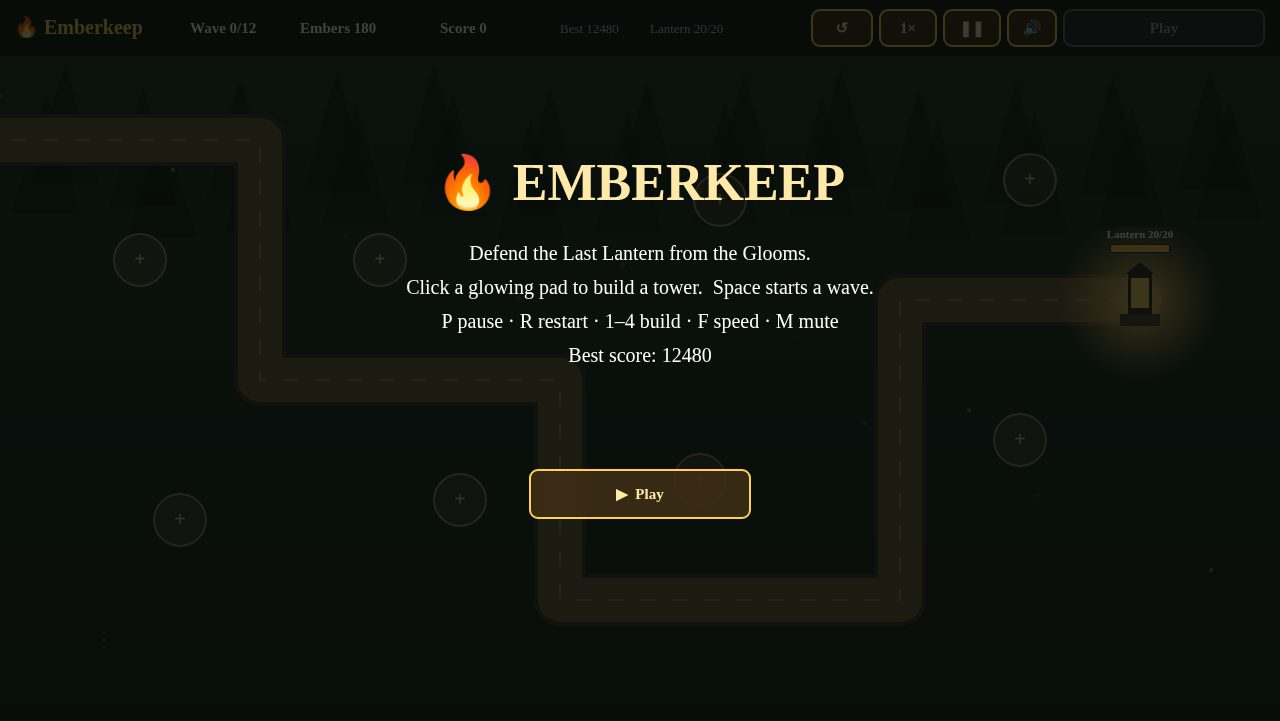 🔥 Emberkeep Wave 0/12 Embers 180 Score 0 Best 12480 Lantern 20/20 ↺ 1× ❚❚ 🔊 Play
🔥 EMBERKEEP
Lantern 20/20
Defend the Last Lantern from the Glooms.
Click a glowing pad to build a tower.  Space starts a wave.
P pause · R restart · 1–4 build · F speed · M mute
Best score: 12480
▶ Play